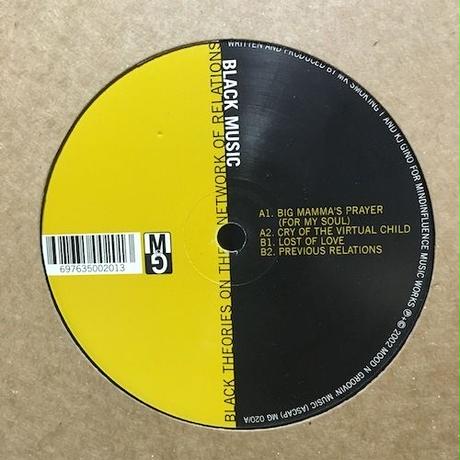 BLACK MUSIC
BLACK THEORIES ON THE NETWORK OF RELATIONS
A1. BIG MAMMA'S PRAYER
(FOR MY SOUL)
A2. CRY OF THE VIRTUAL CHILD
B1. LOST OF LOVE
B2. PREVIOUS RELATIONS
MG
697635002013
WRITTEN AND PRODUCED BY MR SMOKING T AND KJ GINO FOR MINDINFLUENCE MUSIC WORKS ℗+© 2002 MOOD N GROOVIN' MUSIC (ASCAP) MG 020/A